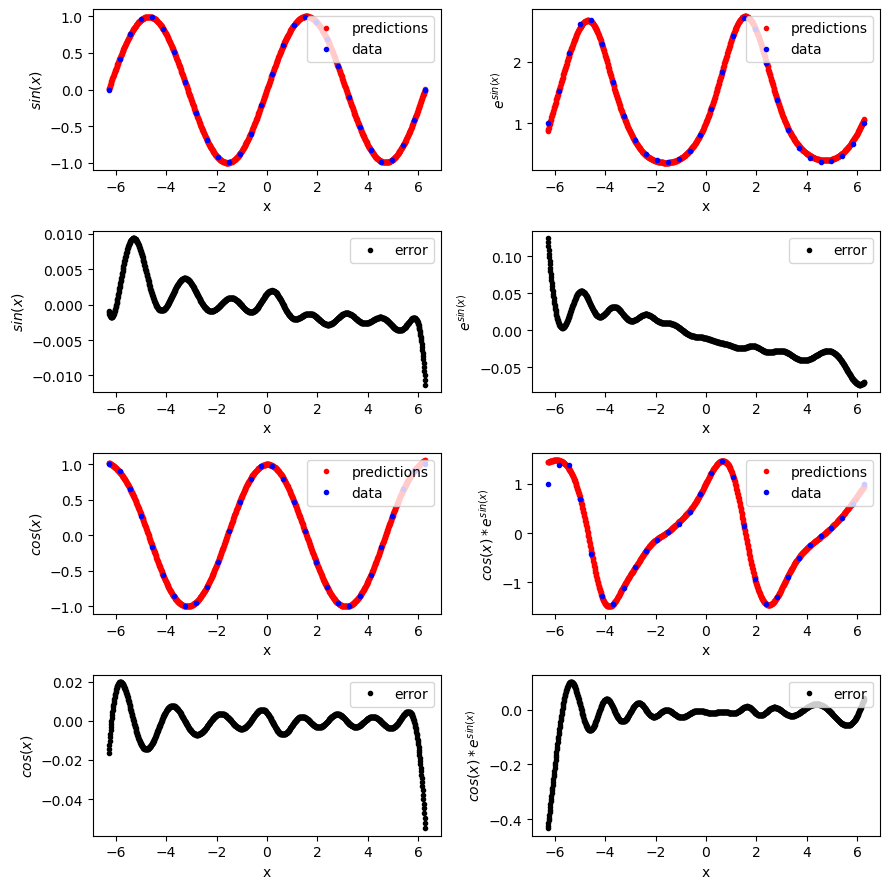 sin(x)
1.0
0.5
0.0
−0.5
−1.0
predictions
data
−6 −4 −2 0 2 4 6
x
e^{sin(x)}
2
1
predictions
data
−6 −4 −2 0 2 4 6
x
sin(x)
0.010
0.005
0.000
−0.005
−0.010
error
−6 −4 −2 0 2 4 6
x
e^{sin(x)}
0.10
0.05
0.00
−0.05
error
−6 −4 −2 0 2 4 6
x
cos(x)
1.0
0.5
0.0
−0.5
−1.0
predictions
data
−6 −4 −2 0 2 4 6
x
cos(x) * e^{sin(x)}
1
0
−1
predictions
data
−6 −4 −2 0 2 4 6
x
cos(x)
0.02
0.00
−0.02
−0.04
error
−6 −4 −2 0 2 4 6
x
cos(x) * e^{sin(x)}
0.0
−0.2
−0.4
error
−6 −4 −2 0 2 4 6
x